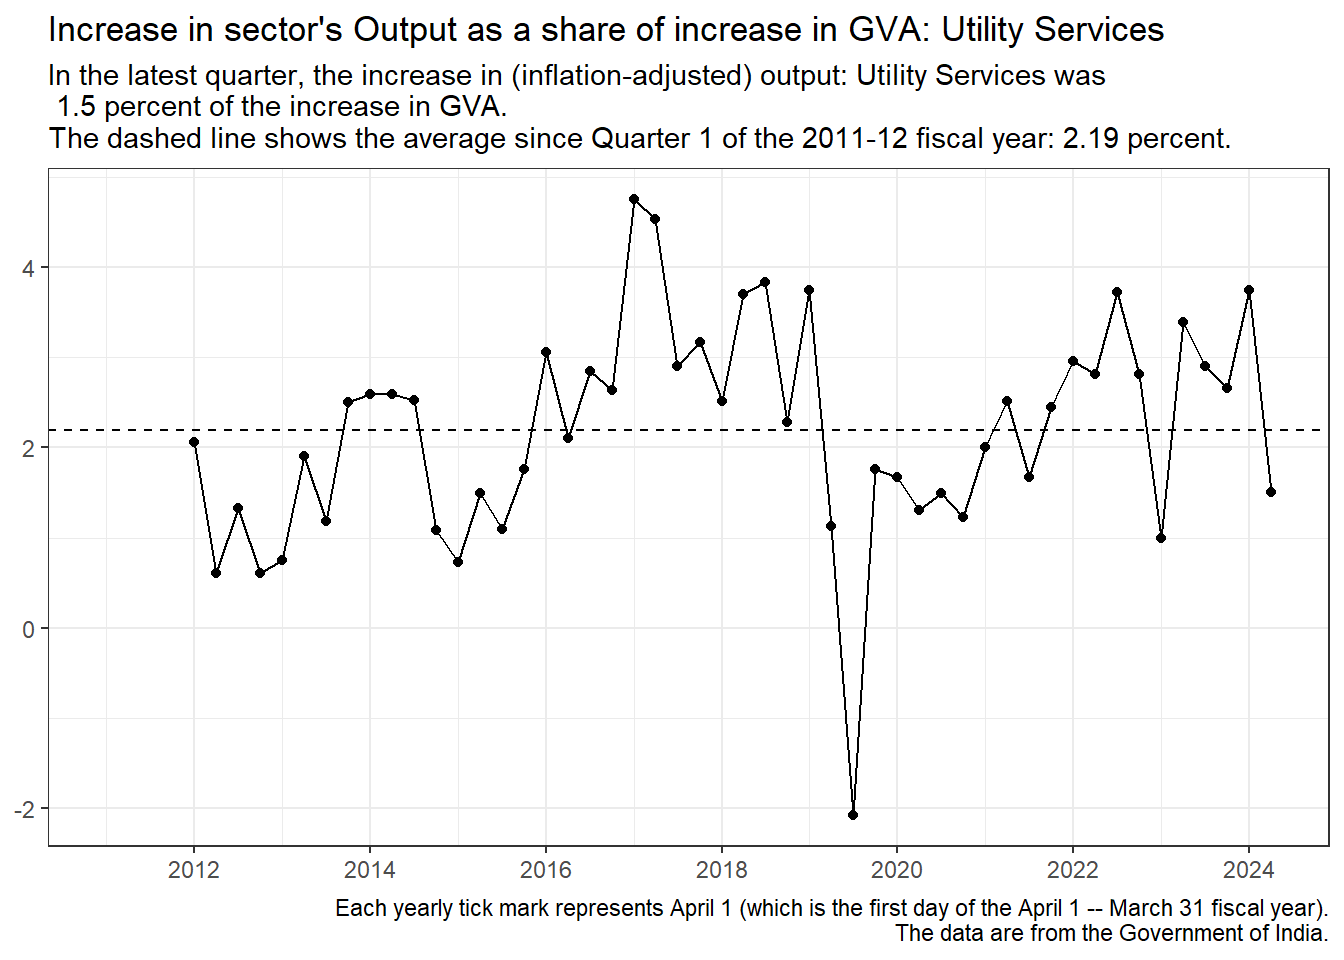 Increase in sector's Output as a share of increase in GVA: Utility Services
In the latest quarter, the increase in (inflation-adjusted) output: Utility Services was
1.5 percent of the increase in GVA.
The dashed line shows the average since Quarter 1 of the 2011-12 fiscal year: 2.19 percent.
4
2
0
-2
2012 2014 2016 2018 2020 2022 2024
Each yearly tick mark represents April 1 (which is the first day of the April 1 -- March 31 fiscal year).
The data are from the Government of India.